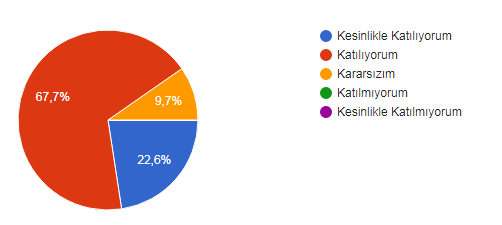 67,7%
9,7%
22,6%
Kesinlikle Katılıyorum
Katılıyorum
Kararsızım
Katılmıyorum
Kesinlikle Katılmıyorum